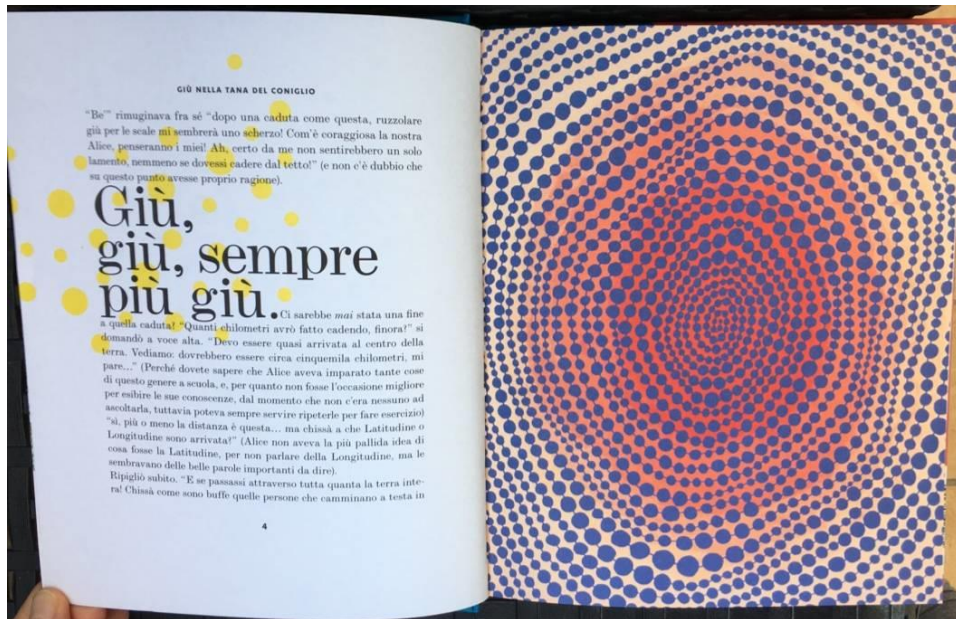 GIÙ NELLA TANA DEL CONIGLIO
“Be’” rimuginava fra sé “dopo una caduta come questa, ruzzolare
giù per le scale mi sembrerà uno scherzo! Com’è coraggiosa la nostra
Alice, penseranno i miei! Ah, certo da me non sentirebbero un solo
lamento, nemmeno se dovessi cadere dal tetto!” (e non c’è dubbio che
su questo punto avesse proprio ragione).
Giù,
giù, sempre
più giù. Ci sarebbe mai stata una fine
a quella caduta! “Quanti chilometri avrò fatto cadendo, finora?” si
domandò a voce alta. “Devo essere quasi arrivata al centro della
terra. Vediamo: dovrebbero essere circa cinquemila chilometri, mi
pare...” (Perché dovete sapere che Alice aveva imparato tante cose
di questo genere a scuola, e, per quanto non fosse l’occasione migliore
per esibire le sue conoscenze, dal momento che non c’era nessuno ad
ascoltarla, tuttavia poteva sempre servire ripeterle per fare esercizio)
“sì, più o meno la distanza è questa... ma chissà a che Latitudine o
Longitudine sono arrivata!” (Alice non aveva la più pallida idea di
cosa fosse la Latitudine, per non parlare della Longitudine, ma le
sembravano delle belle parole importanti da dire).
Ripigliò subito. “E se passassi attraverso tutta quanta la terra inte-
ra! Chissà come sono buffe quelle persone che camminano a testa in
4